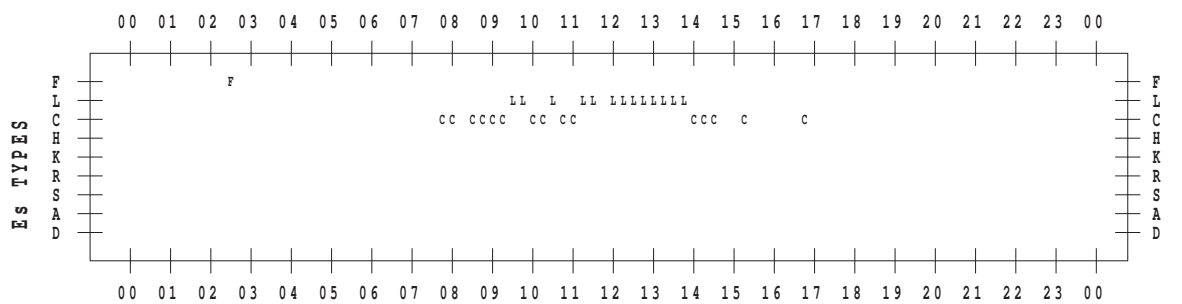 00 01 02 03 04 05 06 07 08 09 10 11 12 13 14 15 16 17 18 19 20 21 22 23 00
F F F
L LL L LL LLLLLLLL L
C CC CCCC CC CC CCC C C C
H H
K K
R R
S S
A A
D D
Es TYPES
00 01 02 03 04 05 06 07 08 09 10 11 12 13 14 15 16 17 18 19 20 21 22 23 00